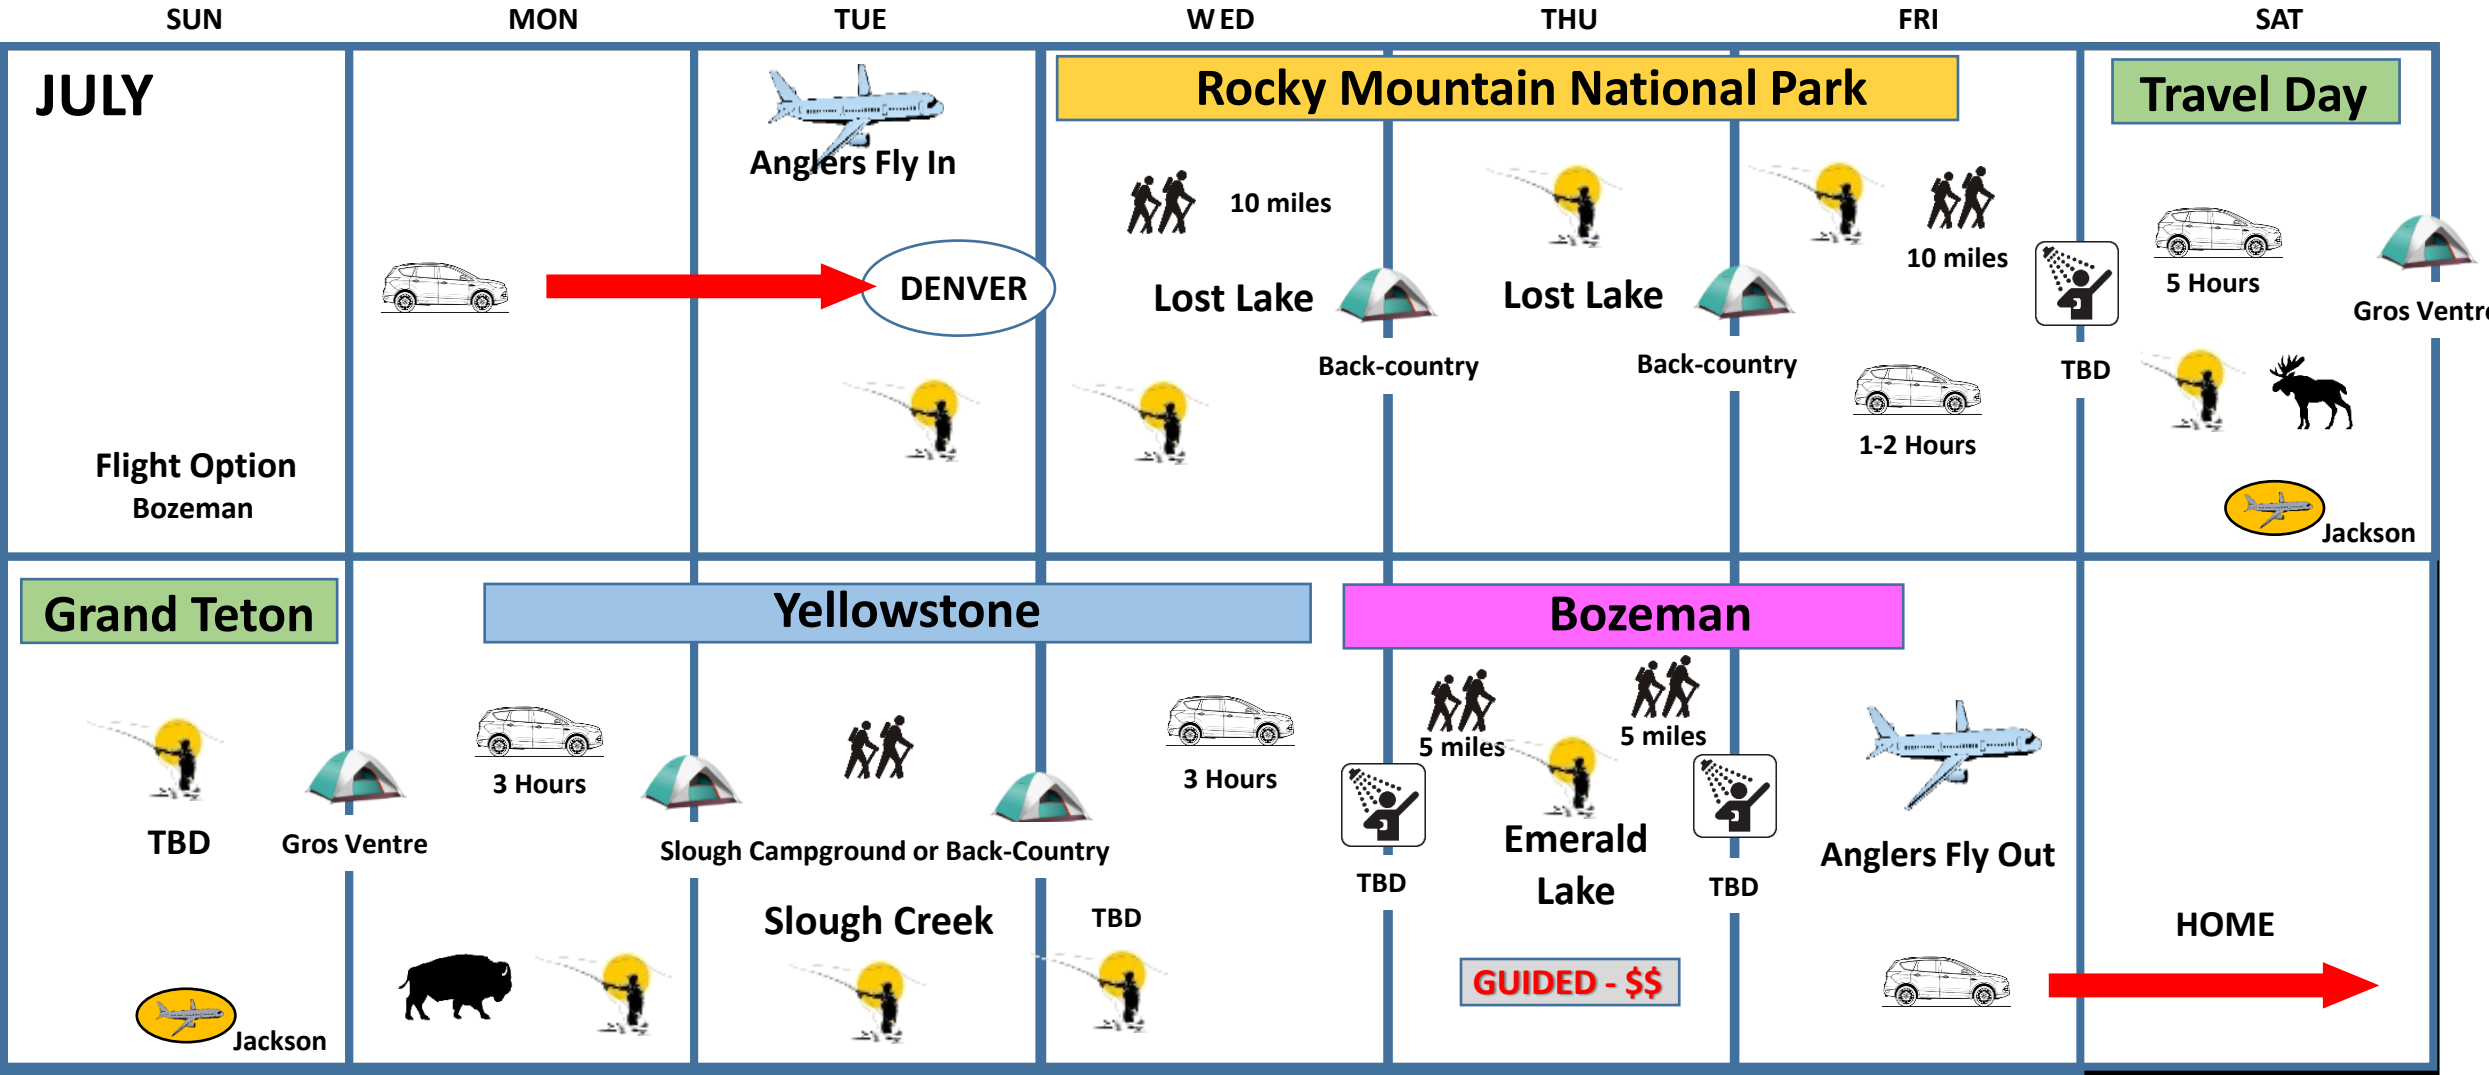 SUN MON TUE WED THU FRI SAT
JULY
Flight Option
Bozeman
Anglers Fly In
DENVER
Rocky Mountain National Park
10 miles
Lost Lake
Back-country
Lost Lake
Back-country
10 miles
1-2 Hours
TBD
Travel Day
5 Hours
Gros Ventre
Jackson
Grand Teton
TBD
Gros Ventre
Jackson
Yellowstone
3 Hours
Slough Campground or Back-Country
Slough Creek
TBD
3 Hours
Bozeman
TBD
5 miles
5 miles
Emerald
Lake
GUIDED - $$
TBD
Anglers Fly Out
HOME